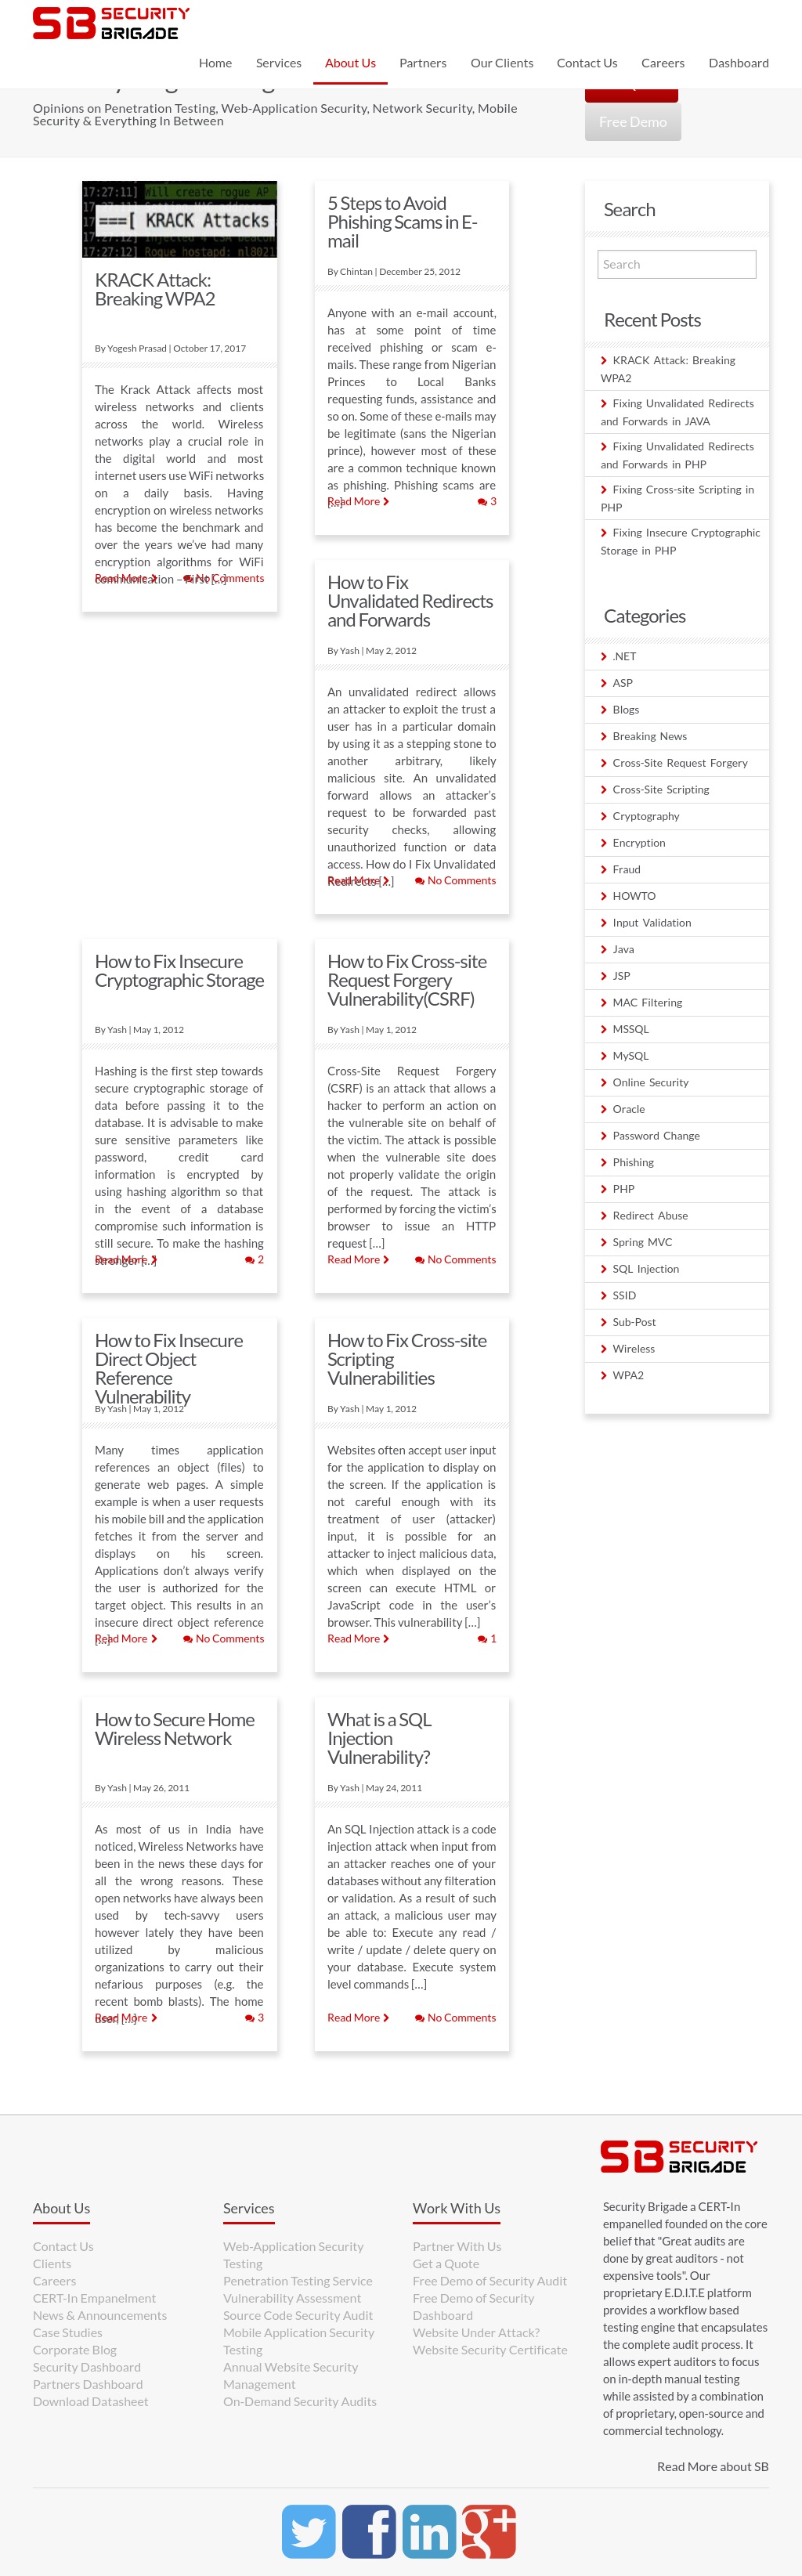 SB SECURITY
BRIGADE
Home Services About Us Partners Our Clients Contact Us Careers Dashboard
Opinions on Penetration Testing, Web-Application Security, Network Security, Mobile
Security & Everything In Between
Free Demo
17:27:11] Will create rogue AP
===[ KRACK Attacks
17:27:12] Rogue hostapd: nl8021
KRACK Attack:
Breaking WPA2
By Yogesh Prasad | October 17, 2017
The Krack Attack affects most
wireless networks and clients
across the world. Wireless
networks play a crucial role in
the digital world and most
internet users use WiFi networks
on a daily basis. Having
encryption on wireless networks
has become the benchmark and
over the years we've had many
encryption algorithms for WiFi
communication – First [...]
Read More No Comments
5 Steps to Avoid
Phishing Scams in E-
mail
By Chintan | December 25, 2012
Anyone with an e-mail account,
has at some point of time
received phishing or scam e-
mails. These range from Nigerian
Princes to Local Banks
requesting funds, assistance and
so on. Some of these e-mails may
be legitimate (sans the Nigerian
prince), however most of these
are a common technique known
as phishing. Phishing scams are
[...]
Read More 3
How to Fix
Unvalidated Redirects
and Forwards
By Yash | May 2, 2012
An unvalidated redirect allows
an attacker to exploit the trust a
user has in a particular domain
by using it as a stepping stone to
another arbitrary, likely
malicious site. An unvalidated
forward allows an attacker's
request to be forwarded past
security checks, allowing
unauthorized function or data
access. How do I Fix Unvalidated
Redirects [...]
Read More No Comments
How to Fix Insecure
Cryptographic Storage
By Yash | May 1, 2012
Hashing is the first step towards
secure cryptographic storage of
data before passing it to the
database. It is advisable to make
sure sensitive parameters like
password, credit card
information is encrypted by
using hashing algorithm so that
in the event of a database
compromise such information is
still secure. To make the hashing
stronger [...]
Read More 2
How to Fix Cross-site
Request Forgery
Vulnerability(CSRF)
By Yash | May 1, 2012
Cross-Site Request Forgery
(CSRF) is an attack that allows a
hacker to perform an action on
the vulnerable site on behalf of
the victim. The attack is possible
when the vulnerable site does
not properly validate the origin
of the request. The attack is
performed by forcing the victim's
browser to issue an HTTP
request [...]
Read More No Comments
How to Fix Insecure
Direct Object
Reference
Vulnerability
By Yash | May 1, 2012
Many times application
references an object (files) to
generate web pages. A simple
example is when a user requests
his mobile bill and the application
fetches it from the server and
displays on his screen.
Applications don't always verify
the user is authorized for the
target object. This results in an
insecure direct object reference
[...]
Read More No Comments
How to Fix Cross-site
Scripting
Vulnerabilities
By Yash | May 1, 2012
Websites often accept user input
for the application to display on
the screen. If the application is
not careful enough with its
treatment of user (attacker)
input, it is possible for an
attacker to inject malicious data,
which when displayed on the
screen can execute HTML or
JavaScript code in the user's
browser. This vulnerability [...]
Read More 1
How to Secure Home
Wireless Network
By Yash | May 26, 2011
As most of us in India have
noticed, Wireless Networks have
been in the news these days for
all the wrong reasons. These
open networks have always been
used by tech-savvy users
however lately they have been
utilized by malicious
organizations to carry out their
nefarious purposes (e.g. the
recent bomb blasts). The home
user, [...]
Read More 3
What is a SQL
Injection
Vulnerability?
By Yash | May 24, 2011
An SQL Injection attack is a code
injection attack when input from
an attacker reaches one of your
databases without any filteration
or validation. As a result of such
an attack, a malicious user may
be able to: Execute any read /
write / update / delete query on
your database. Execute system
level commands [...]
Read More No Comments
Search
Search
Recent Posts
KRACK Attack: Breaking
WPA2
Fixing Unvalidated Redirects
and Forwards in JAVA
Fixing Unvalidated Redirects
and Forwards in PHP
Fixing Cross-site Scripting in
PHP
Fixing Insecure Cryptographic
Storage in PHP
Categories
.NET
ASP
Blogs
Breaking News
Cross-Site Request Forgery
Cross-Site Scripting
Cryptography
Encryption
Fraud
HOWTO
Input Validation
Java
JSP
MAC Filtering
MSSQL
MySQL
Online Security
Oracle
Password Change
Phishing
PHP
Redirect Abuse
Spring MVC
SQL Injection
SSID
Sub-Post
Wireless
WPA2
About Us
Contact Us
Clients
Careers
CERT-In Empanelment
News & Announcements
Case Studies
Corporate Blog
Security Dashboard
Partners Dashboard
Download Datasheet
Services
Web-Application Security
Testing
Penetration Testing Service
Vulnerability Assessment
Source Code Security Audit
Mobile Application Security
Testing
Annual Website Security
Management
On-Demand Security Audits
Work With Us
Partner With Us
Get a Quote
Free Demo of Security Audit
Free Demo of Security
Dashboard
Website Under Attack?
Website Security Certificate
SB SECURITY
BRIGADE
Security Brigade a CERT-In
empanelled founded on the core
belief that "Great audits are
done by great auditors - not
expensive tools". Our
proprietary E.D.I.T.E platform
provides a workflow based
testing engine that encapsulates
the complete audit process. It
allows expert auditors to focus
on in-depth manual testing
while assisted by a combination
of proprietary, open-source and
commercial technology.
Read More about SB